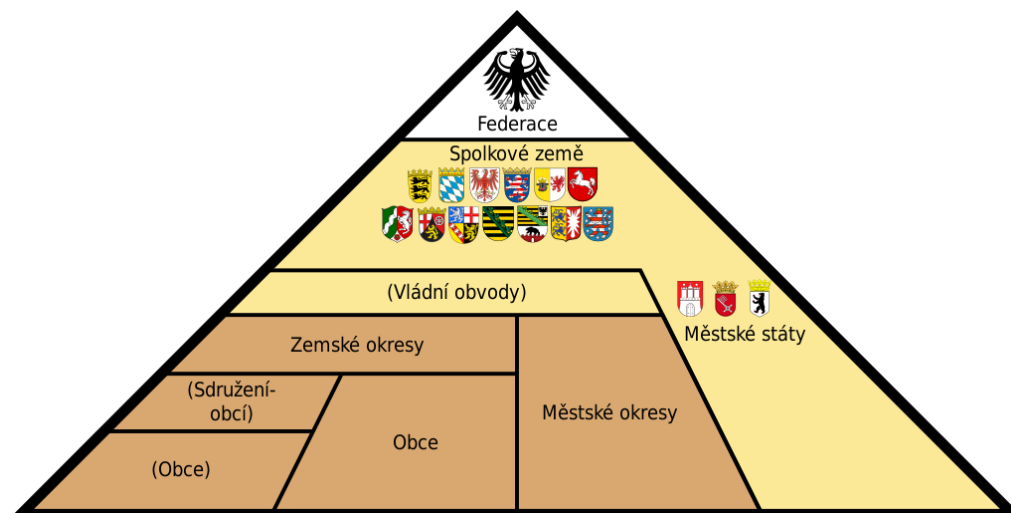 Federace
Spolkové země
(Vládní obvody)
Městské státy
Zemské okresy
(Sdružení-
obcí)
Městské okresy
Obce
(Obce)